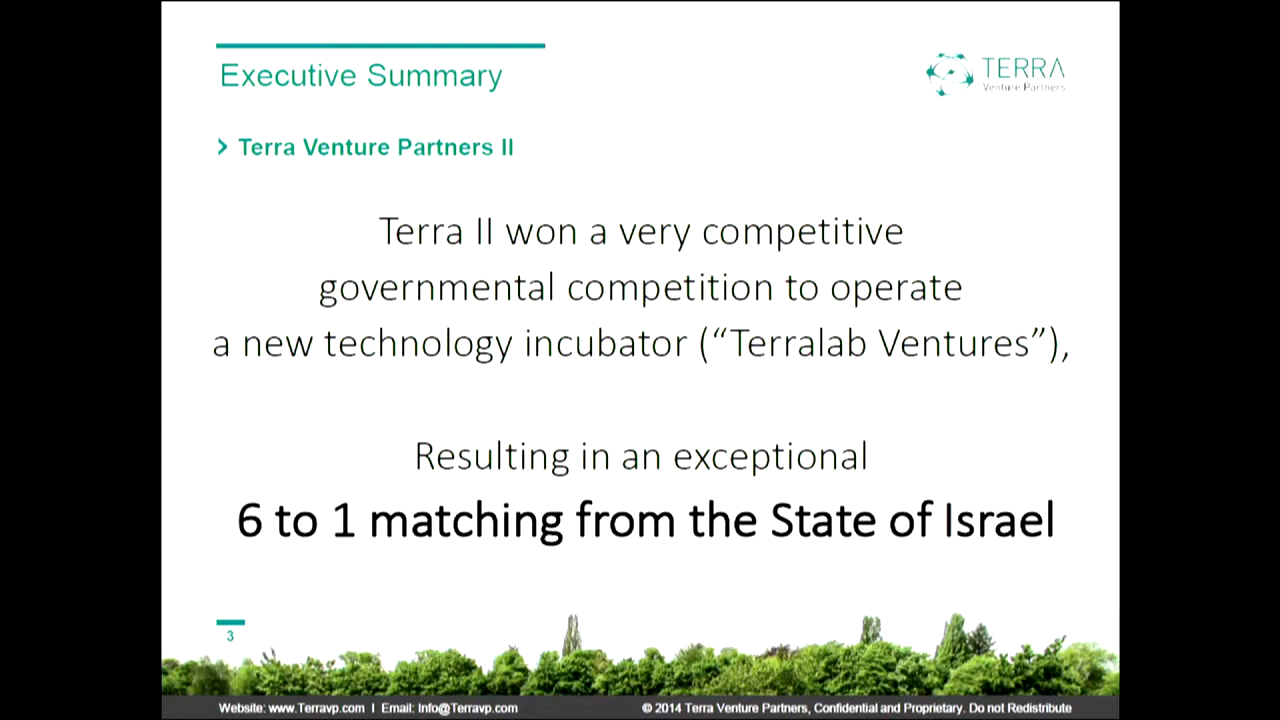 Executive Summary
TERRA
Venture Partners
› Terra Venture Partners II
Terra II won a very competitive
governmental competition to operate
a new technology incubator (“Terralab Ventures”),
Resulting in an exceptional
6 to 1 matching from the State of Israel
3
Website: www.Terravp.com I Email: Info@Terravp.com
© 2014 Terra Venture Partners, Confidential and Proprietary. Do not Redistribute